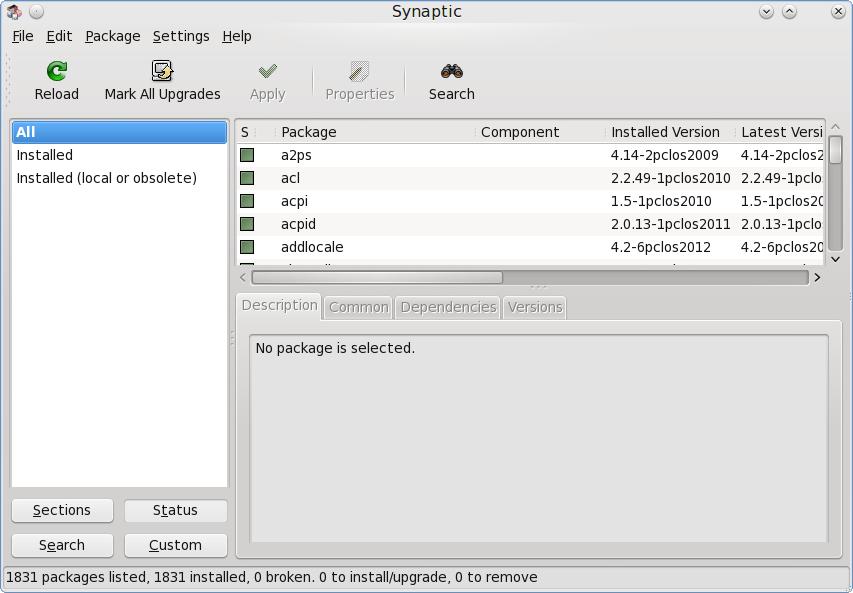 Synaptic
File Edit Package Settings Help
Reload Mark All Upgrades Apply Properties Search
All
Installed
Installed (local or obsolete)
S Package Component Installed Version Latest Versi
a2ps 4.14-2pclos2009 4.14-2pclos2
acl 2.2.49-1pclos2010 2.2.49-1pclo
acpi 1.5-1pclos2010 1.5-1pclos20
acpid 2.0.13-1pclos2011 2.0.13-1pclo
addlocale 4.2-6pclos2012 4.2-6pclos20
Description Common Dependencies Versions
No package is selected.
Sections Status
Search Custom
1831 packages listed, 1831 installed, 0 broken. 0 to install/upgrade, 0 to remove